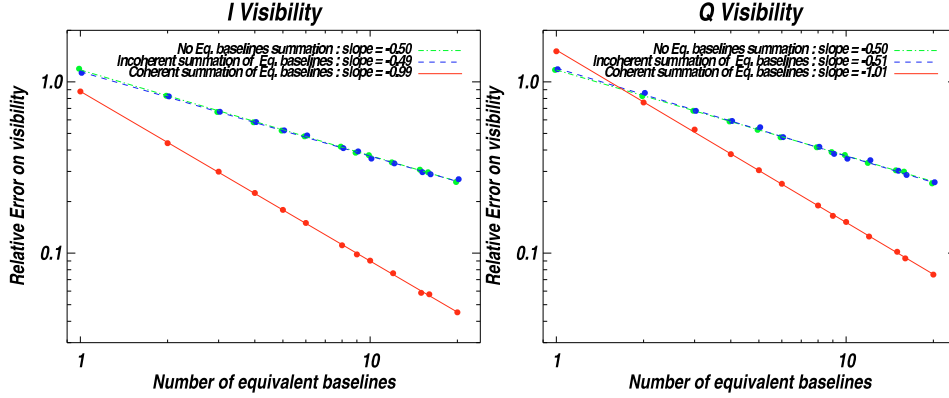 I Visibility
No Eq. baselines summation : slope = -0.50
Incoherent summation of Eq. baselines : slope = -0.49
Coherent summation of Eq. baselines : slope = -0.99
Relative Error on visibility
1.0
0.1
1
10
Number of equivalent baselines
Q Visibility
No Eq. baselines summation : slope = -0.50
Incoherent summation of Eq. baselines : slope = -0.51
Coherent summation of Eq. baselines : slope = -1.01
Relative Error on visibility
1.0
0.1
1
10
Number of equivalent baselines